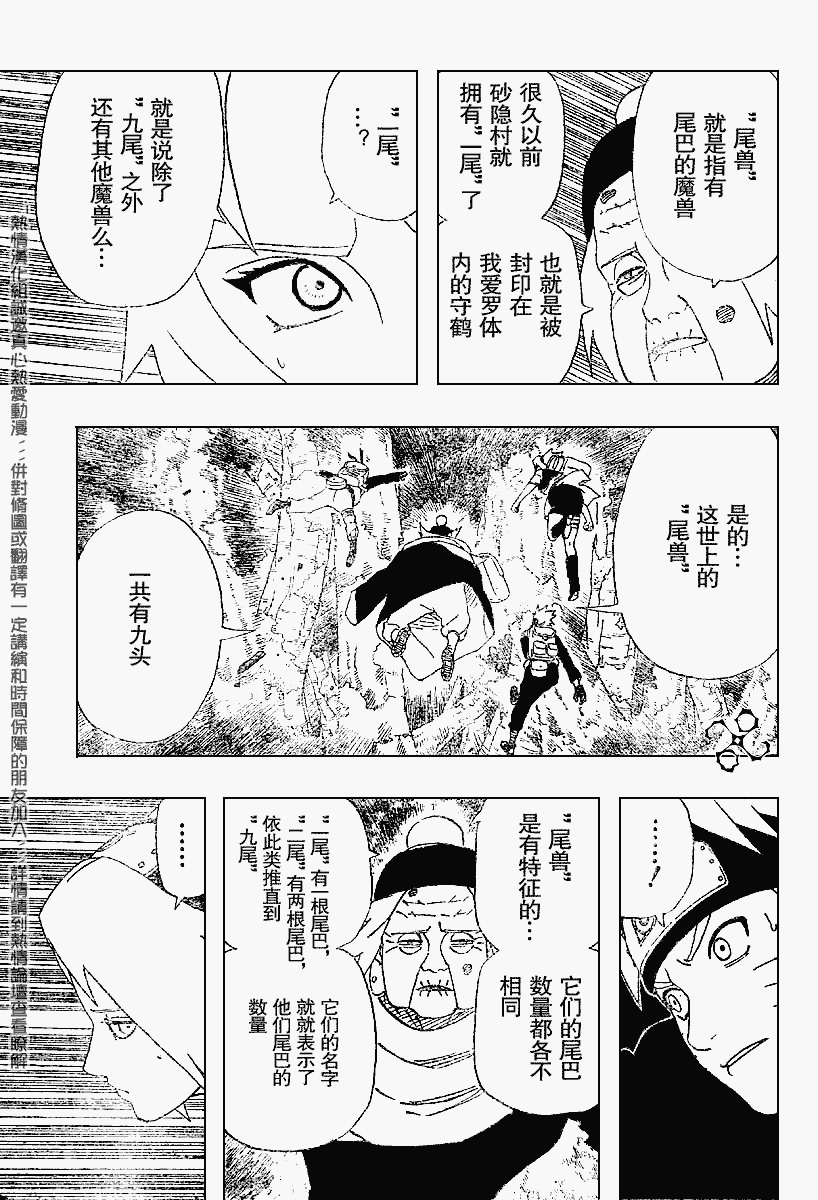 ”尾兽”
就是指有
尾巴的魔兽
很久以前
砂隐村就
拥有”一尾”了
也就是被
封印在
我爱罗体
内的守鹤
”一尾”
…？
就是说除了
”九尾”之外
还有其他魔兽么…
是的…
这世上的
”尾兽”
一共有九头
……！
”尾兽”
是有特征的…
它们的尾巴
数量都各不
相同
”一尾”有一根尾巴，
”二尾”有两根尾巴，
依此类推直到
”九尾”
它们的名字
就就表示了
他们尾巴的
数量
……
熱情漢化組誠邀真心熱愛動漫…併對修圖或翻譯有一定講縯和時間保障的朋友加入…詳情請到熱情論壇查看瞭解